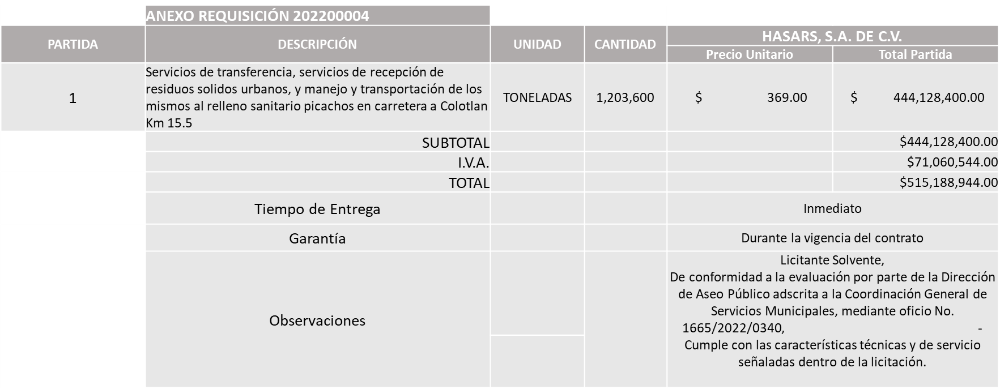 ANEXO REQUISICIÓN 202200004
PARTIDA DESCRIPCIÓN UNIDAD CANTIDAD HASARS, S.A. DE C.V.
Precio Unitario Total Partida
1 Servicios de transferencia, servicios de recepción de
residuos solidos urbanos, y manejo y transportación de los
mismos al relleno sanitario picachos en carretera a Colotlan
Km 15.5
TONELADAS 1,203,600 $ 369.00 $ 444,128,400.00
SUBTOTAL $444,128,400.00
I.V.A. $71,060,544.00
TOTAL $515,188,944.00
Tiempo de Entrega Inmediato
Garantía Durante la vigencia del contrato
Observaciones
Licitante Solvente,
De conformidad a la evaluación por parte de la Dirección
de Aseo Público adscrita a la Coordinación General de
Servicios Municipales, mediante oficio No.
1665/2022/0340, -
Cumple con las características técnicas y de servicio
señaladas dentro de la licitación.